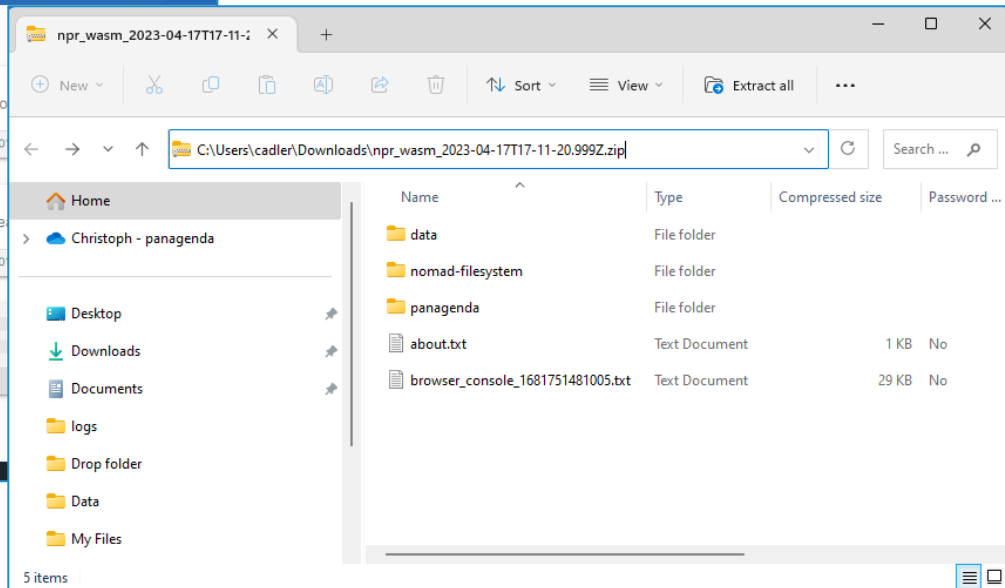 npr_wasm_2023-04-17T17-11-2
New
Sort
View
Extract all
C:\Users\cadler\Downloads\npr_wasm_2023-04-17T17-11-20.999Z.zip
Search ...
Home
Christoph - panagenda
Desktop
Downloads
Documents
logs
Drop folder
Data
My Files
Name Type Compressed size Password ...
data File folder
nomad-filesystem File folder
panagenda File folder
about.txt Text Document 1 KB No
browser_console_1681751481005.txt Text Document 29 KB No
5 items